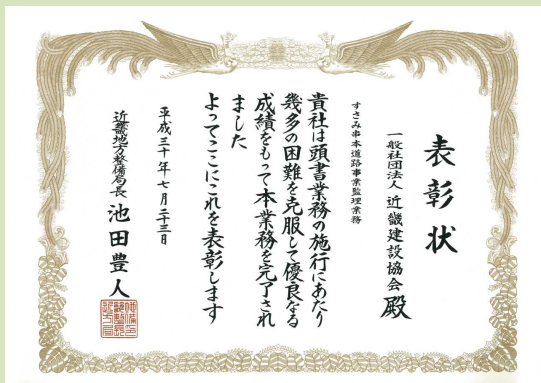 表彰状
一般社団法人 近畿建設協会 殿
すさみ串本道路事業監理業務
貴社は頭書業務の施行にあたり
幾多の困難を克服して優良なる
成績をもって本業務を完了され
ました
よってここにこれを表彰します
平成三十年七月二十三日
近畿地方整備局長 池田豊人